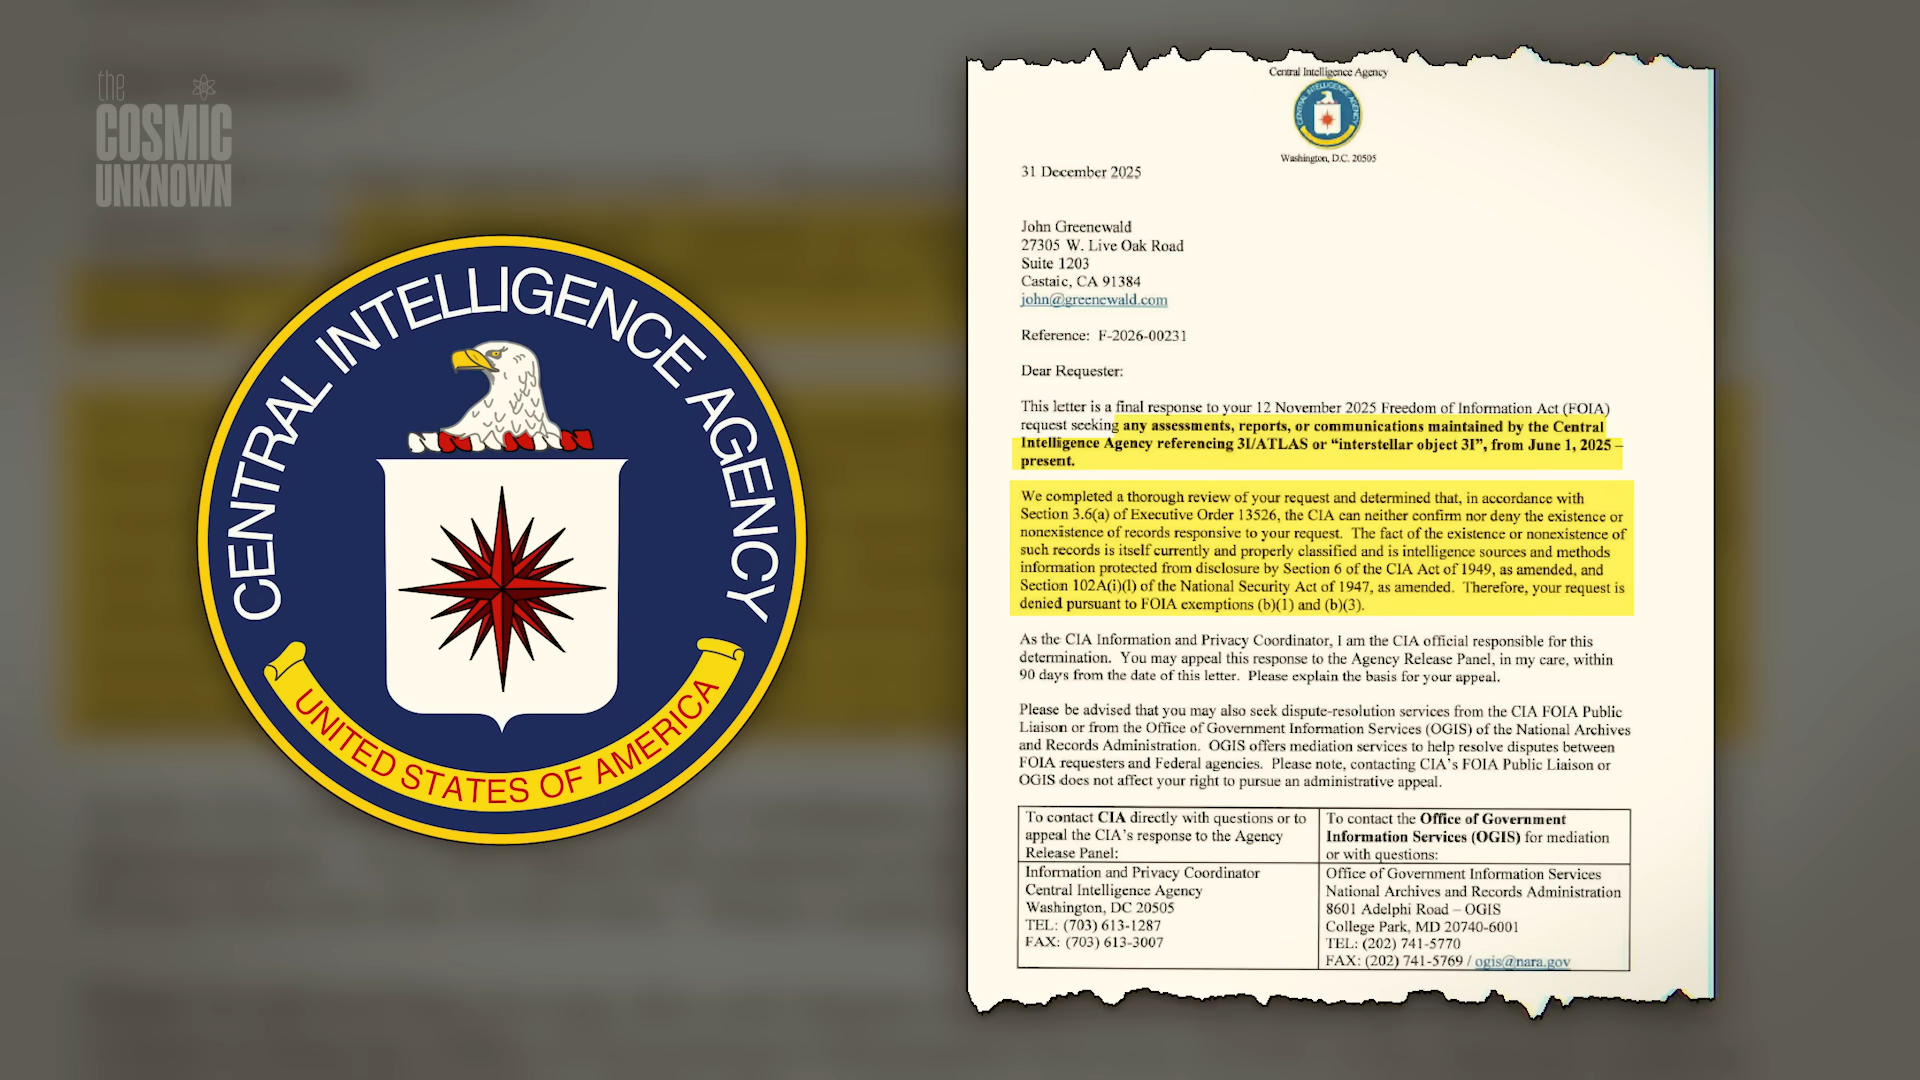 the
COSMIC
UNKNOWN
CENTRAL INTELLIGENCE AGENCY
UNITED STATES OF AMERICA
Central Intelligence Agency
CENTRAL INTELLIGENCE AGENCY
Washington, D.C. 20505
31 December 2025
John Greenewald
27305 W. Live Oak Road
Suite 1203
Castaic, CA 91384
john@greenewald.com
Reference: F-2026-00231
Dear Requester:
This letter is a final response to your 12 November 2025 Freedom of Information Act (FOIA)
request seeking any assessments, reports, or communications maintained by the Central
Intelligence Agency referencing 3I/ATLAS or “interstellar object 3I”, from June 1, 2025 –
present.
We completed a thorough review of your request and determined that, in accordance with
Section 3.6(a) of Executive Order 13526, the CIA can neither confirm nor deny the existence or
nonexistence of records responsive to your request. The fact of the existence or nonexistence of
such records is itself currently and properly classified and is intelligence sources and methods
information protected from disclosure by Section 6 of the CIA Act of 1949, as amended, and
Section 102A(i)(l) of the National Security Act of 1947, as amended. Therefore, your request is
denied pursuant to FOIA exemptions (b)(1) and (b)(3).
As the CIA Information and Privacy Coordinator, I am the CIA official responsible for this
determination. You may appeal this response to the Agency Release Panel, in my care, within
90 days from the date of this letter. Please explain the basis for your appeal.
Please be advised that you may also seek dispute-resolution services from the CIA FOIA Public
Liaison or from the Office of Government Information Services (OGIS) of the National Archives
and Records Administration. OGIS offers mediation services to help resolve disputes between
FOIA requesters and Federal agencies. Please note, contacting CIA’s FOIA Public Liaison or
OGIS does not affect your right to pursue an administrative appeal.
To contact CIA directly with questions or to
appeal the CIA’s response to the Agency
Release Panel:
To contact the Office of Government
Information Services (OGIS) for mediation
or with questions:
Information and Privacy Coordinator
Central Intelligence Agency
Washington, DC 20505
TEL: (703) 613-1287
FAX: (703) 613-3007
Office of Government Information Services
National Archives and Records Administration
8601 Adelphi Road – OGIS
College Park, MD 20740-6001
TEL: (202) 741-5770
FAX: (202) 741-5769 / ogis@nara.gov